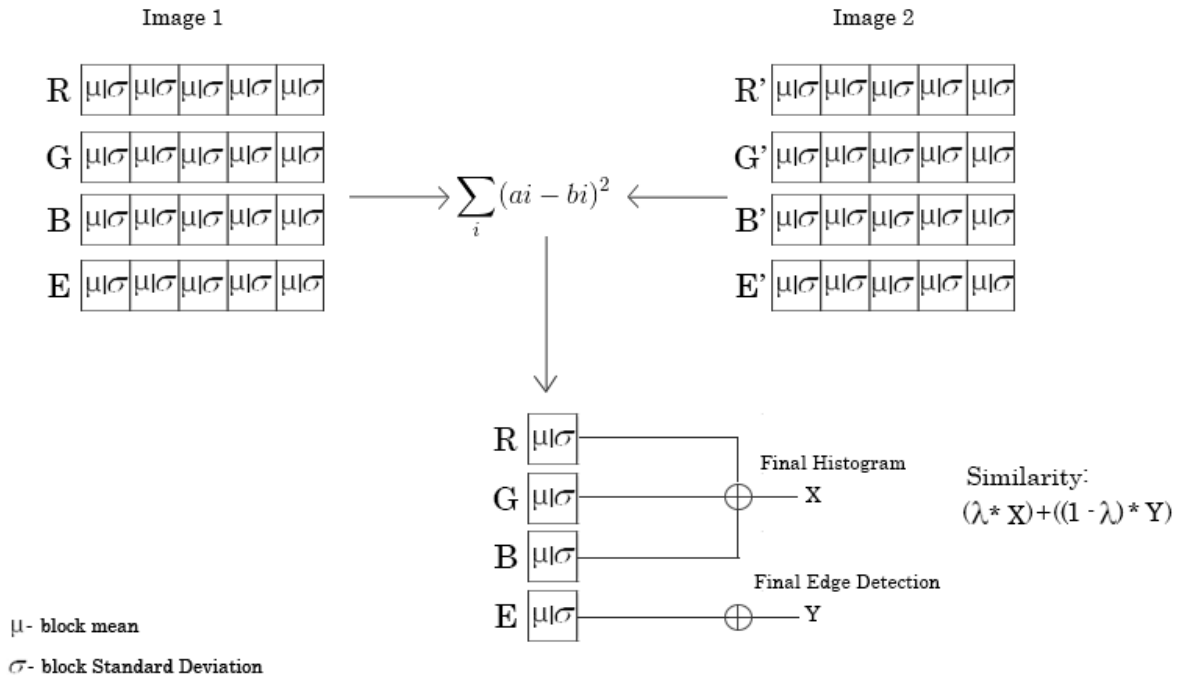 Image 1
Image 2
R μ|σ μ|σ μ|σ μ|σ μ|σ
G μ|σ μ|σ μ|σ μ|σ μ|σ
B μ|σ μ|σ μ|σ μ|σ μ|σ
E μ|σ μ|σ μ|σ μ|σ μ|σ
R' μ|σ μ|σ μ|σ μ|σ μ|σ
G' μ|σ μ|σ μ|σ μ|σ μ|σ
B' μ|σ μ|σ μ|σ μ|σ μ|σ
E' μ|σ μ|σ μ|σ μ|σ μ|σ
∑i (ai − bi)²
R μ|σ
G μ|σ
B μ|σ
E μ|σ
Final Histogram
X
Final Edge Detection
Y
Similarity:
(λ* X)+((1 - λ)* Y)
μ- block mean
σ- block Standard Deviation